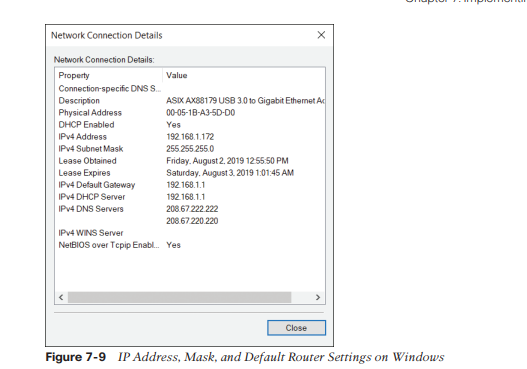 Chapter 7: Implementi
Network Connection Details
Network Connection Details:
Property Value
Connection-specific DNS S...
Description ASIX AX88179 USB 3.0 to Gigabit Ethernet Ad
Physical Address 00-05-1B-A3-5D-D0
DHCP Enabled Yes
IPv4 Address 192.168.1.172
IPv4 Subnet Mask 255.255.255.0
Lease Obtained Friday, August 2, 2019 12:55:50 PM
Lease Expires Saturday, August 3, 2019 1:01:45 AM
IPv4 Default Gateway 192.168.1.1
IPv4 DHCP Server 192.168.1.1
IPv4 DNS Servers 208.67.222.222
208.67.220.220
IPv4 WINS Server
NetBIOS over Tcpip Enabl... Yes
Close
Figure 7-9 IP Address, Mask, and Default Router Settings on Windows